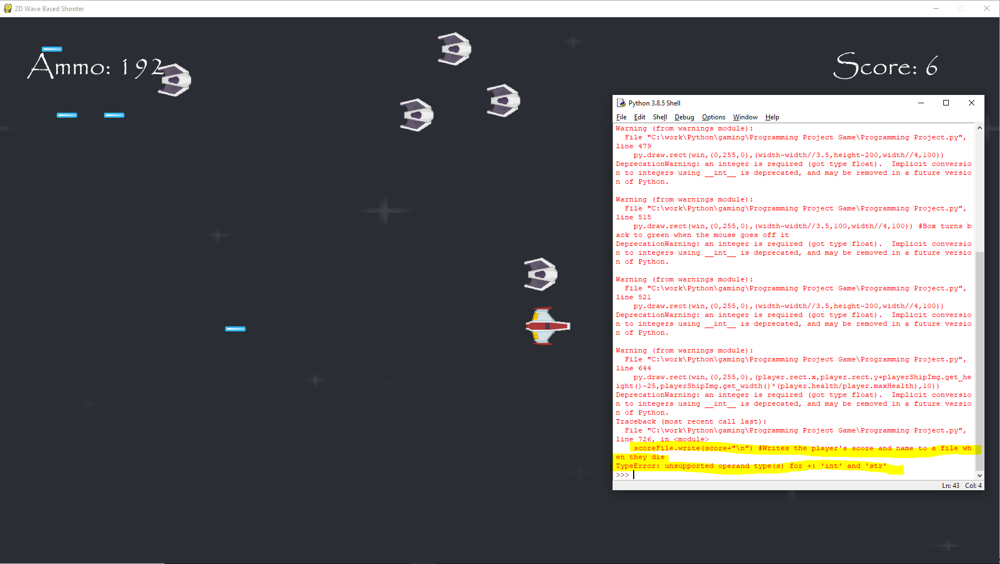 2D Wave Based Shooter
Ammo: 192
Score: 6
Python 3.8.5 Shell
File Edit Shell Debug Options Window Help
Warning (from warnings module):
File "C:\work\Python\gaming\Programming Project Game\Programming Project.py",
line 479
py.draw.rect(win,(0,255,0),(width-width//3.5,height-200,width//4,100))
DeprecationWarning: an integer is required (got type float).  Implicit conversio
n to integers using __int__ is deprecated, and may be removed in a future versio
n of Python.
Warning (from warnings module):
File "C:\work\Python\gaming\Programming Project Game\Programming Project.py",
line 515
py.draw.rect(win,(0,255,0),(width-width//3.5,100,width//4,100)) #Box turns b
ack to green when the mouse goes off it
DeprecationWarning: an integer is required (got type float).  Implicit conversio
n to integers using __int__ is deprecated, and may be removed in a future versio
n of Python.
Warning (from warnings module):
File "C:\work\Python\gaming\Programming Project Game\Programming Project.py",
line 521
py.draw.rect(win,(0,255,0),(width-width//3.5,height-200,width//4,100))
DeprecationWarning: an integer is required (got type float).  Implicit conversio
n to integers using __int__ is deprecated, and may be removed in a future versio
n of Python.
Warning (from warnings module):
File "C:\work\Python\gaming\Programming Project Game\Programming Project.py",
line 644
py.draw.rect(win,(0,255,0),(player.rect.x,player.rect.y+playerShipImg.get_he
ight()-25,playerShipImg.get_width()*(player.health/player.maxHealth),10))
DeprecationWarning: an integer is required (got type float).  Implicit conversio
n to integers using __int__ is deprecated, and may be removed in a future versio
n of Python.
Traceback (most recent call last):
File "C:\work\Python\gaming\Programming Project Game\Programming Project.py",
line 726, in <module>
scoreFile.write(score+"\n") #Writes the player's score and name to a file wh
en they die
TypeError: unsupported operand type(s) for +: 'int' and 'str'
>>>
Ln: 43 Col: 4